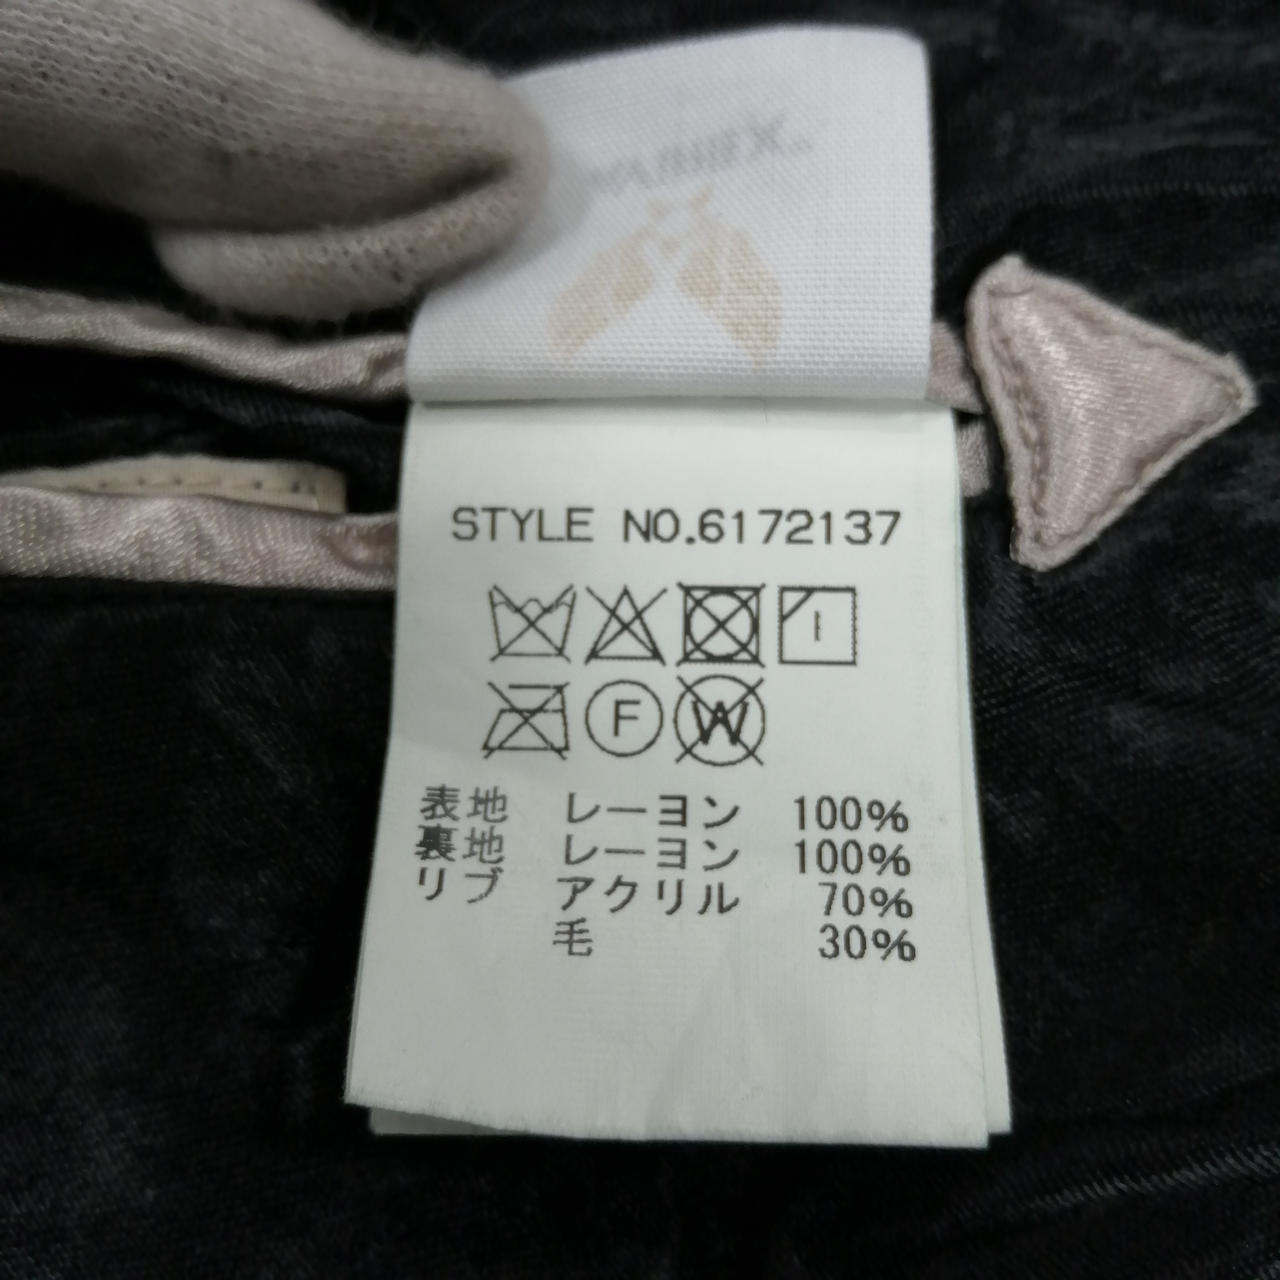 STYLE NO.6172137
F
W
表地 レーヨン 100%
裏地 レーヨン 100%
リブ アクリル 70%
毛 30%